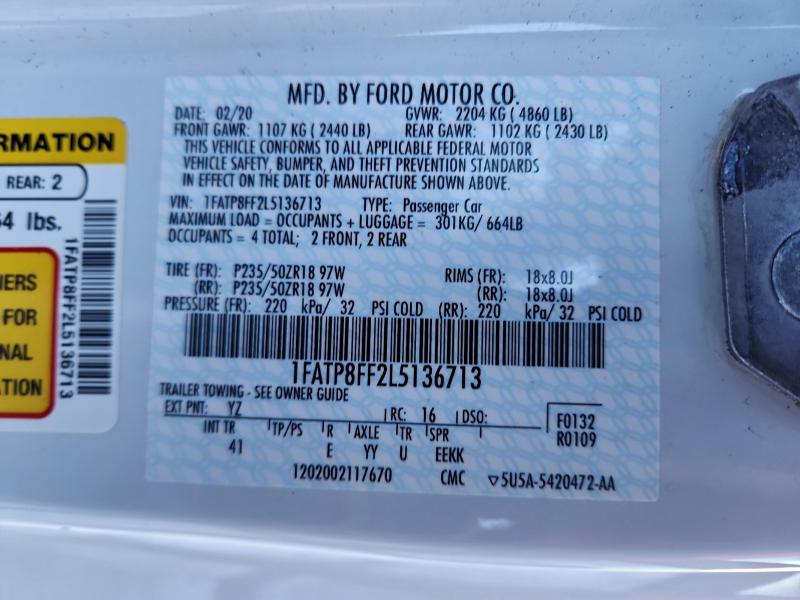 MFD. BY FORD MOTOR CO.
DATE: 02/20 GVWR: 2204 KG ( 4860 LB)
FRONT GAWR: 1107 KG ( 2440 LB) REAR GAWR: 1102 KG ( 2430 LB)
THIS VEHICLE CONFORMS TO ALL APPLICABLE FEDERAL MOTOR
VEHICLE SAFETY, BUMPER, AND THEFT PREVENTION STANDARDS
IN EFFECT ON THE DATE OF MANUFACTURE SHOWN ABOVE.
VIN: 1FATP8FF2L5136713 TYPE: Passenger Car
MAXIMUM LOAD = OCCUPANTS + LUGGAGE = 301KG/ 664LB
OCCUPANTS = 4 TOTAL; 2 FRONT, 2 REAR
TIRE (FR): P235/50ZR18 97W RIMS (FR): 18x8.0J
(RR): P235/50ZR18 97W (RR): 18x8.0J
PRESSURE (FR): 220 kPa/ 32 PSI COLD (RR): 220 kPa/ 32 PSI COLD
1FATP8FF2L5136713
TRAILER TOWING - SEE OWNER GUIDE
EXT PNT: YZ RC: 16 DSO: F0132
R0109
INT TR TP/PS R AXLE TR SPR
41 E YY U EEKK
1202002117670 CMC ▽5U5A-5420472-AA
RMATION
REAR: 2
64 lbs.
1FATP8FF2L5136713
IERS
FOR
NAL
ATION